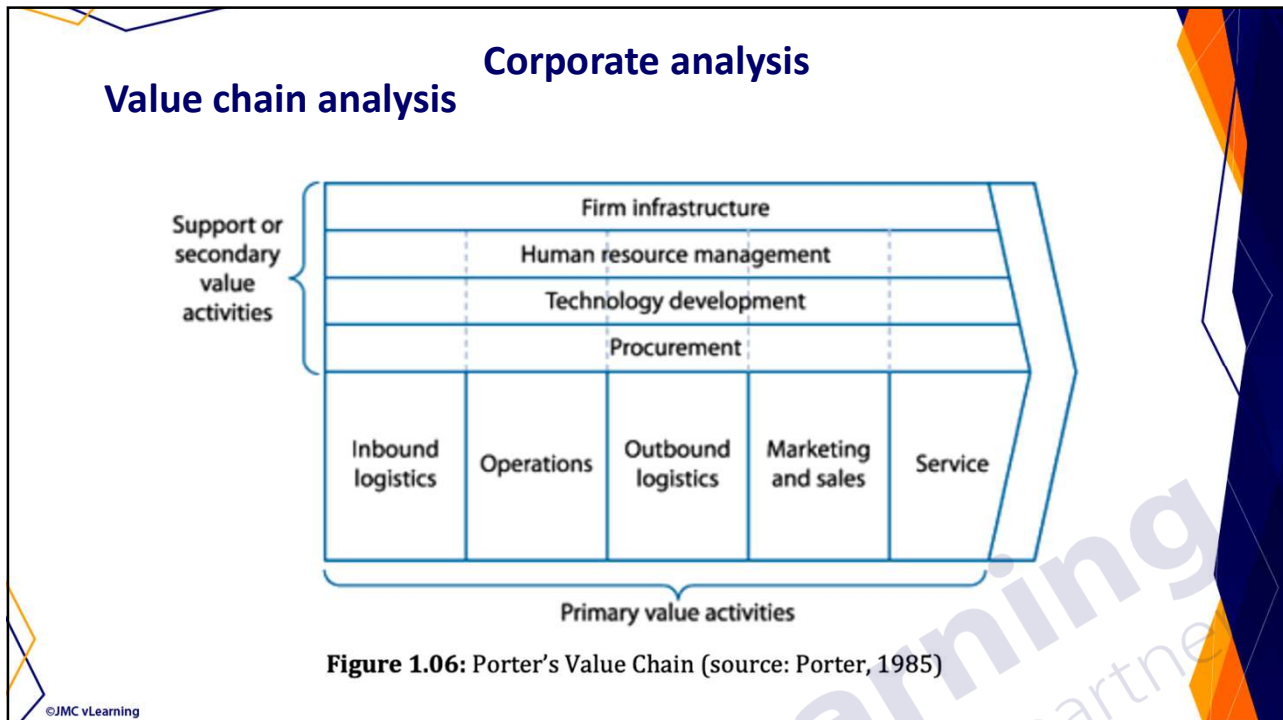 Corporate analysis
Value chain analysis
Support or
secondary
value
activities
Firm infrastructure
Human resource management
Technology development
Procurement
Inbound
logistics
Operations
Outbound
logistics
Marketing
and sales
Service
Primary value activities
Figure 1.06: Porter's Value Chain (source: Porter, 1985)
©JMC vLearning
arning
partne